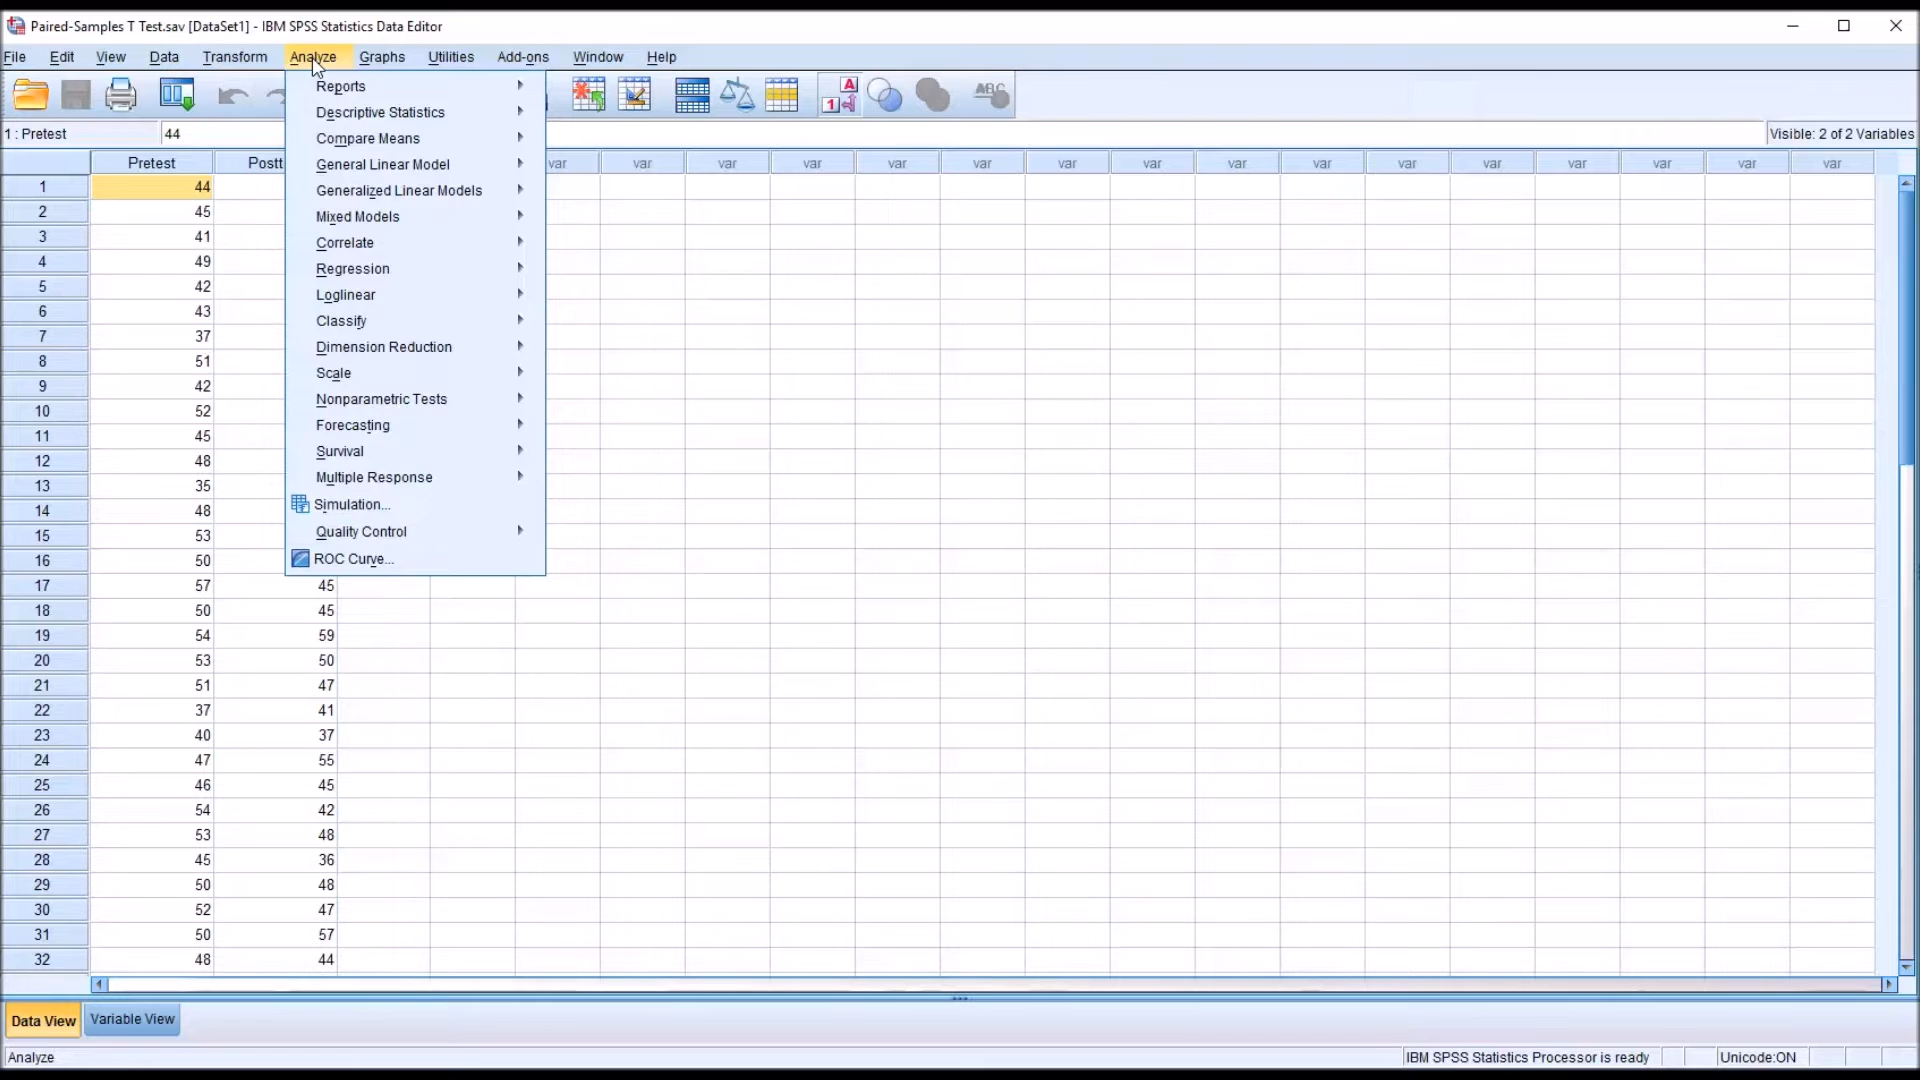 Paired-Samples T Test.sav [DataSet1] - IBM SPSS Statistics Data Editor
File Edit View Data Transform Analyze Graphs Utilities Add-ons Window Help
1 : Pretest 44 Visible: 2 of 2 Variables
Reports
Descriptive Statistics
Compare Means
General Linear Model
Generalized Linear Models
Mixed Models
Correlate
Regression
Loglinear
Classify
Dimension Reduction
Scale
Nonparametric Tests
Forecasting
Survival
Multiple Response
Simulation...
Quality Control
ROC Curve...
A
1
ABC
Pretest Postt var var var var var var var var var var var var var var var var
1 44
2 45
3 41
4 49
5 42
6 43
7 37
8 51
9 42
10 52
11 45
12 48
13 35
14 48
15 53
16 50
17 57 45
18 50 45
19 54 59
20 53 50
21 51 47
22 37 41
23 40 37
24 47 55
25 46 45
26 54 42
27 53 48
28 45 36
29 50 48
30 52 47
31 50 57
32 48 44
Data View Variable View
Analyze IBM SPSS Statistics Processor is ready Unicode:ON